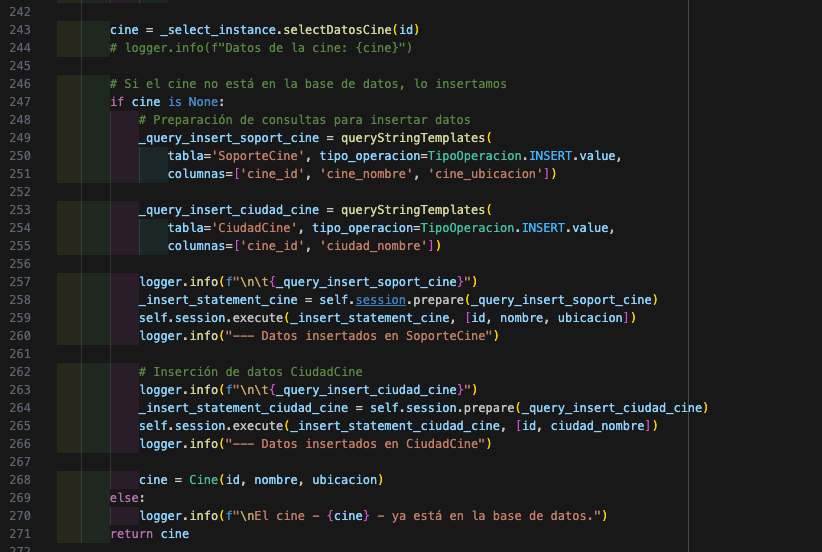 242
243 cine = _select_instance.selectDatosCine(id)
244 # logger.info(f"Datos de la cine: {cine}")
245
246 # Si el cine no está en la base de datos, lo insertamos
247 if cine is None:
248 # Preparación de consultas para insertar datos
249 _query_insert_soport_cine = queryStringTemplates(
250 tabla='SoporteCine', tipo_operacion=TipoOperacion.INSERT.value,
251 columnas=['cine_id', 'cine_nombre', 'cine_ubicacion'])
252
253 _query_insert_ciudad_cine = queryStringTemplates(
254 tabla='CiudadCine', tipo_operacion=TipoOperacion.INSERT.value,
255 columnas=['cine_id', 'ciudad_nombre'])
256
257 logger.info(f"\n\t{_query_insert_soport_cine}")
258 _insert_statement_cine = self.session.prepare(_query_insert_soport_cine)
259 self.session.execute(_insert_statement_cine, [id, nombre, ubicacion])
260 logger.info("--- Datos insertados en SoporteCine")
261
262 # Inserción de datos CiudadCine
263 logger.info(f"\n\t{_query_insert_ciudad_cine}")
264 _insert_statement_ciudad_cine = self.session.prepare(_query_insert_ciudad_cine)
265 self.session.execute(_insert_statement_ciudad_cine, [id, ciudad_nombre])
266 logger.info("--- Datos insertados en CiudadCine")
267
268 cine = Cine(id, nombre, ubicacion)
269 else:
270 logger.info(f"\nEl cine - {cine} - ya está en la base de datos.")
271 return cine
272